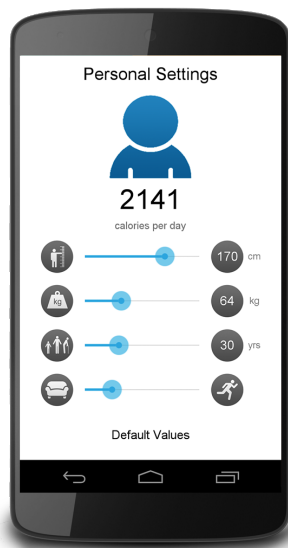 Personal Settings
2141
calories per day
170 cm
kg
64 kg
30 yrs
Default Values